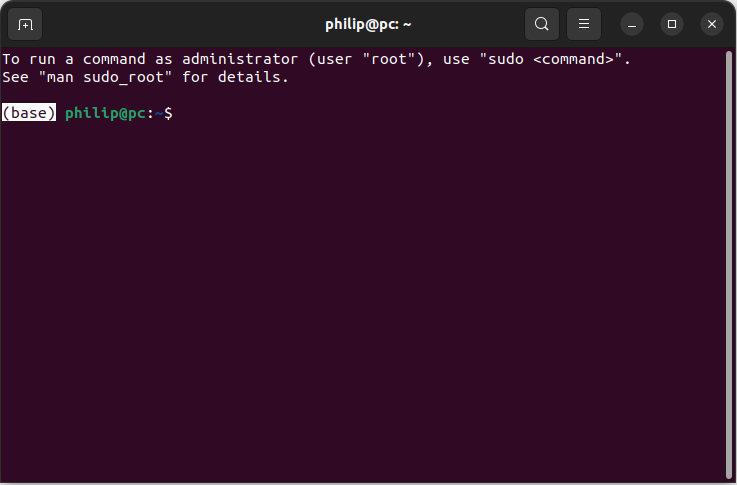 philip@pc: ~
To run a command as administrator (user "root"), use "sudo <command>".
See "man sudo_root" for details.
(base) philip@pc:~$